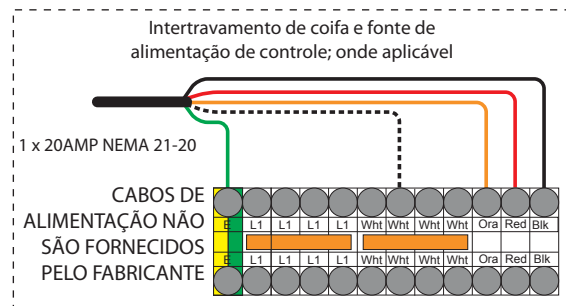 Intertravamento de coifa e fonte de
alimentação de controle; onde aplicável
1 x 20AMP NEMA 21-20
CABOS DE
ALIMENTAÇÃO NÃO
SÃO FORNECIDOS
PELO FABRICANTE
E L1 L1 L1 L1 Wht Wht Wht Wht Ora Red Blk
E L1 L1 L1 L1 Wht Wht Wht Wht Ora Red Blk